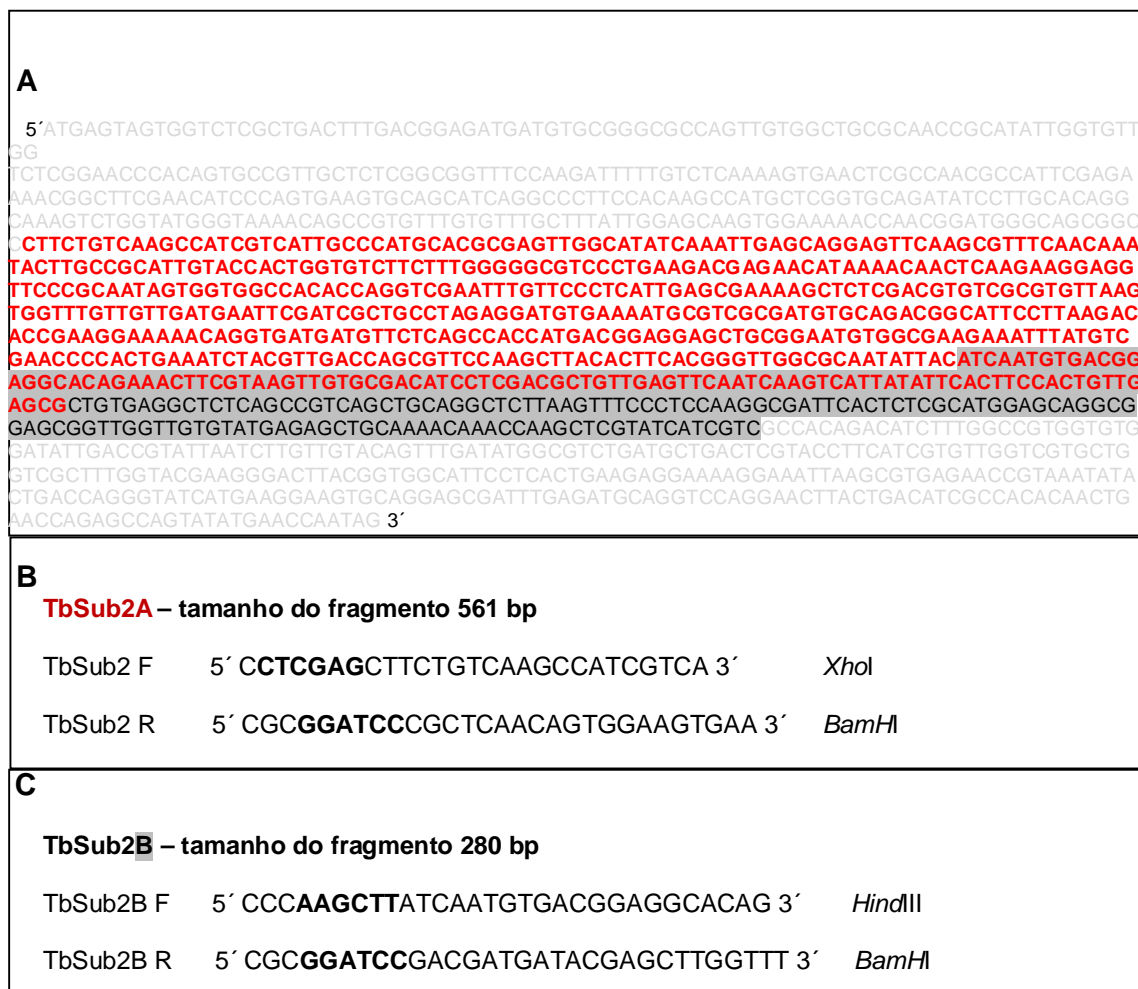 A
5´ATGAGTAGTGGTCTCGCTGACTTTGACGGAGATGATGTGCGGGCGCCAGTTGTGGCTGCGCAACCGCATATTGGTGTT
GG
TCTCGGAACCCACAGTGCCGTTGCTCTCGGCGGTTTCCAAGATTTTTGTCTCAAAAGTGAACTCGCCAACGCCATTCGAGA
AAACGGCTTCGAACATCCCAGTGAAGTGCAGCATCAGGCCCTTCCACAAGCCATGCTCGGTGCAGATATCCTTGCACAGG
CAAAGTCTGGTATGGGTAAAACAGCCGTGTTTGTGTTTGCTTTATTGGAGCAAGTGGAAAAACCAACGGATGGGCAGCGGC
CCTTCTGTCAAGCCATCGTCATTGCCCATGCACGCGAGTTGGCATATCAAATTGAGCAGGAGTTCAAGCGTTTCAACAAA
TACTTGCCGCATTGTACCACTGGTGTCTTCTTTGGGGGCGTCCCTGAAGACGAGAACATAAAACAACTCAAGAAGGAGG
TTCCCGCAATAGTGGTGGCCACACCAGGTCGAATTTGTTCCCTCATTGAGCGAAAAGCTCTCGACGTGTCGCGTGTTAAG
TGGTTTGTTGTTGATGAATTCGATCGCTGCCTAGAGGATGTGAAAATGCGTCGCGATGTGCAGACGGCATTCCTTAAGAC
ACCGAAGGAAAAACAGGTGATGATGTTCTCAGCCACCATGACGGAGGAGCTGCGGAATGTGGCGAAGAAATTTATGTC
GAACCCCACTGAAATCTACGTTGACCAGCGTTCCAAGCTTACACTTCACGGGTTGGCGCAATATTACATCAATGTGACGG
AGGCACAGAAACTTCGTAAGTTGTGCGACATCCTCGACGCTGTTGAGTTCAATCAAGTCATTATATTCACTTCCACTGTTG
AGCGCTGTGAGGCTCTCAGCCGTCAGCTGCAGGCTCTTAAGTTTCCCTCCAAGGCGATTCACTCTCGCATGGAGCAGGCG
GAGCGGTTGGTTGTGTATGAGAGCTGCAAAACAAACCAAGCTCGTATCATCGTCGCCACAGACATCTTTGGCCGTGGTGTG
GATATTGACCGTATTAATCTTGTTGTACAGTTTGATATGGCGTCTGATGCTGACTCGTACCTTCATCGTGTTGGTCGTGCTG
GTCGCTTTGGTACGAAGGGACTTACGGTGGCATTCCTCACTGAAGAGGAAAAGGAAATTAAGCGTGAGAACCGTAAATATA
CTGACCAGGGTATCATGAAGGAAGTGCAGGAGCGATTTGAGATGCAGGTCCAGGAACTTACTGACATCGCCACACAACTG
AACCAGAGCCAGTATATGAACCAATAG 3´
B
TbSub2A – tamanho do fragmento 561 bp
TbSub2 F 5´ CCTCGAGCTTCTGTCAAGCCATCGTCA 3´ XhoI
TbSub2 R 5´ CGCGGATCCCGCTCAACAGTGGAAGTGAA 3´ BamHI
C
TbSub2B – tamanho do fragmento 280 bp
TbSub2B F 5´ CCCAAGCTTATCAATGTGACGGAGGCACAG 3´ HindIII
TbSub2B R 5´ CGCGGATCCGACGATGATACGAGCTTGGTTT 3´ BamHI